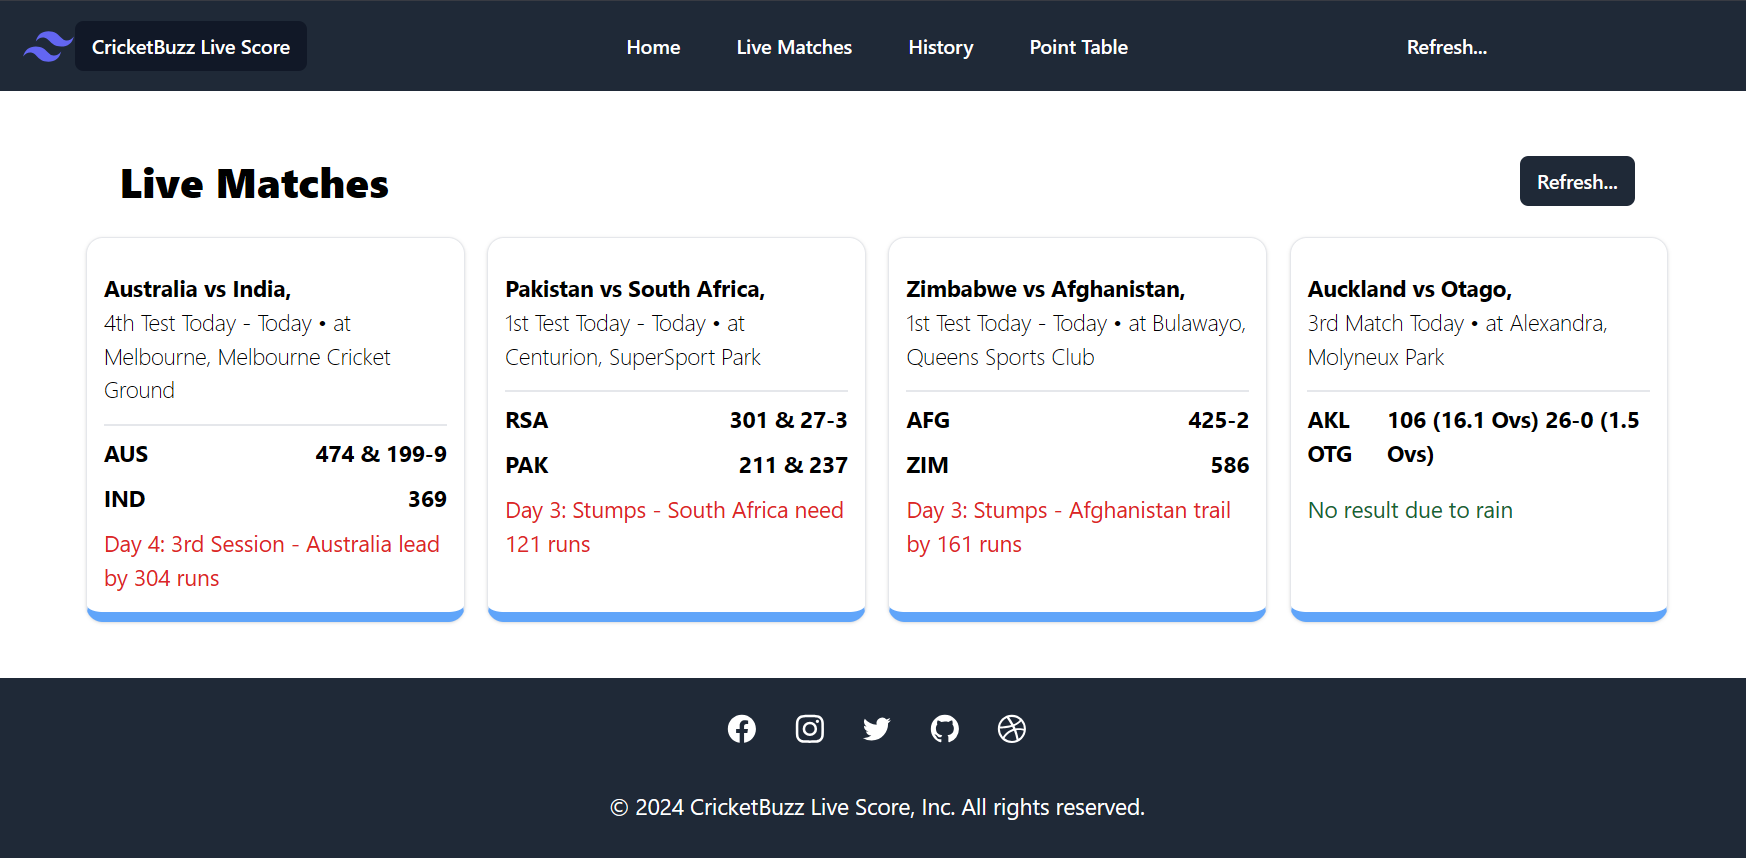 CricketBuzz Live Score
Home
Live Matches
History
Point Table
Refresh...
Live Matches
Refresh...
Australia vs India,
4th Test Today - Today • at
Melbourne, Melbourne Cricket
Ground
AUS 474 & 199-9
IND 369
Day 4: 3rd Session - Australia lead
by 304 runs
Pakistan vs South Africa,
1st Test Today - Today • at
Centurion, SuperSport Park
RSA 301 & 27-3
PAK 211 & 237
Day 3: Stumps - South Africa need
121 runs
Zimbabwe vs Afghanistan,
1st Test Today - Today • at Bulawayo,
Queens Sports Club
AFG 425-2
ZIM 586
Day 3: Stumps - Afghanistan trail
by 161 runs
Auckland vs Otago,
3rd Match Today • at Alexandra,
Molyneux Park
AKL 106 (16.1 Ovs) 26-0 (1.5
OTG Ovs)
No result due to rain
© 2024 CricketBuzz Live Score, Inc. All rights reserved.